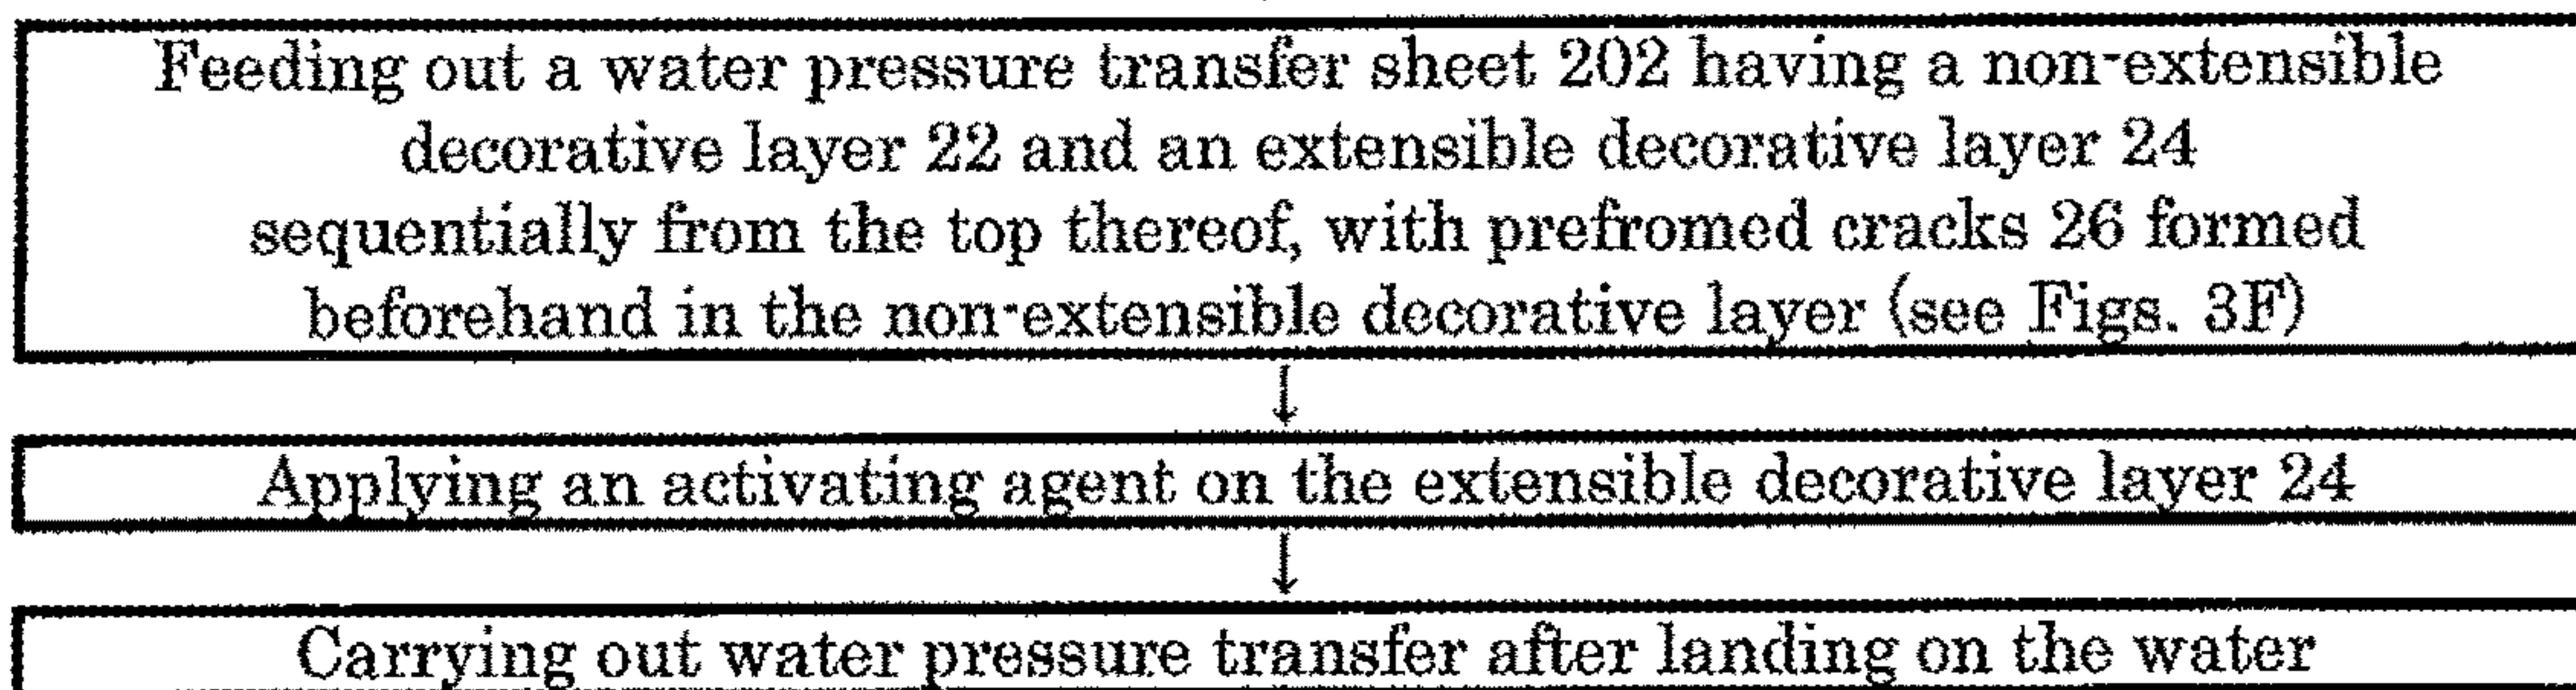 Feeding out a water pressure transfer sheet 202 having a non-extensible
decorative layer 22 and an extensible decorative layer 24
sequentially from the top thereof, with prefromed cracks 26 formed
beforehand in the non-extensible decorative layer (see Figs. 3F)
↓
Applying an activating agent on the extensible decorative layer 24
↓
Carrying out water pressure transfer after landing on the water